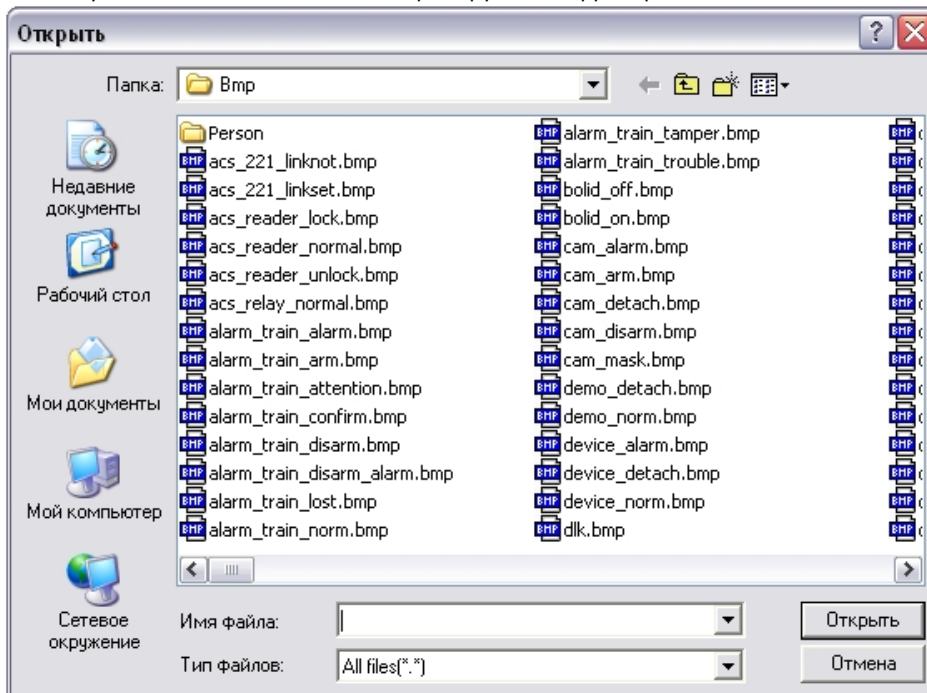 Открыть
Папка: Bmp
Недавние документы
Рабочий стол
Мои документы
Мой компьютер
Сетевое окружение
Person
acs_221_linknot.bmp
acs_221_linkset.bmp
acs_reader_lock.bmp
acs_reader_normal.bmp
acs_reader_unlock.bmp
acs_relay_normal.bmp
alarm_train_alarm.bmp
alarm_train_arm.bmp
alarm_train_attention.bmp
alarm_train_confirm.bmp
alarm_train_disarm.bmp
alarm_train_disarm_alarm.bmp
alarm_train_lost.bmp
alarm_train_norm.bmp
alarm_train_tamper.bmp
alarm_train_trouble.bmp
bolid_off.bmp
bolid_on.bmp
cam_alarm.bmp
cam_arm.bmp
cam_detach.bmp
cam_disarm.bmp
cam_mask.bmp
demo_detach.bmp
demo_norm.bmp
device_alarm.bmp
device_detach.bmp
device_norm.bmp
dlk.bmp
Имя файла:
Открыть
Тип файлов: All files(*.*)
Отмена